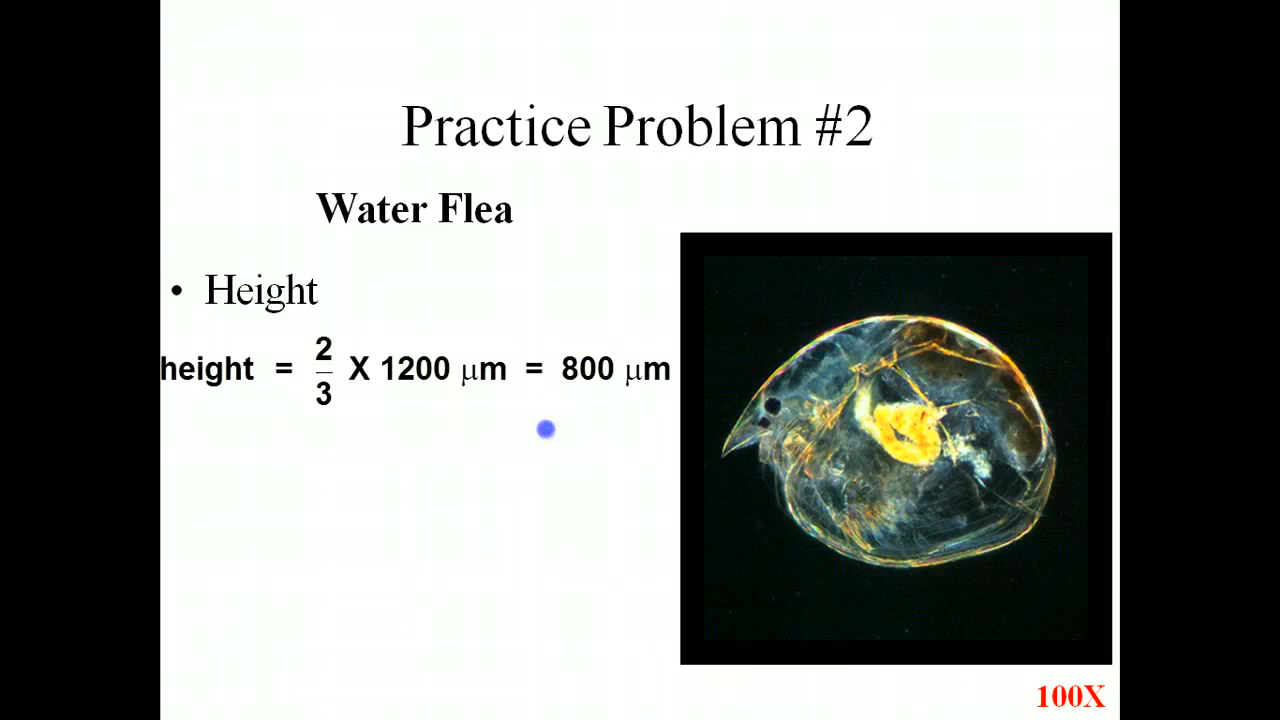 Practice Problem #2
Water Flea
• Height
height = 2/3 X 1200 μm = 800 μm
100X